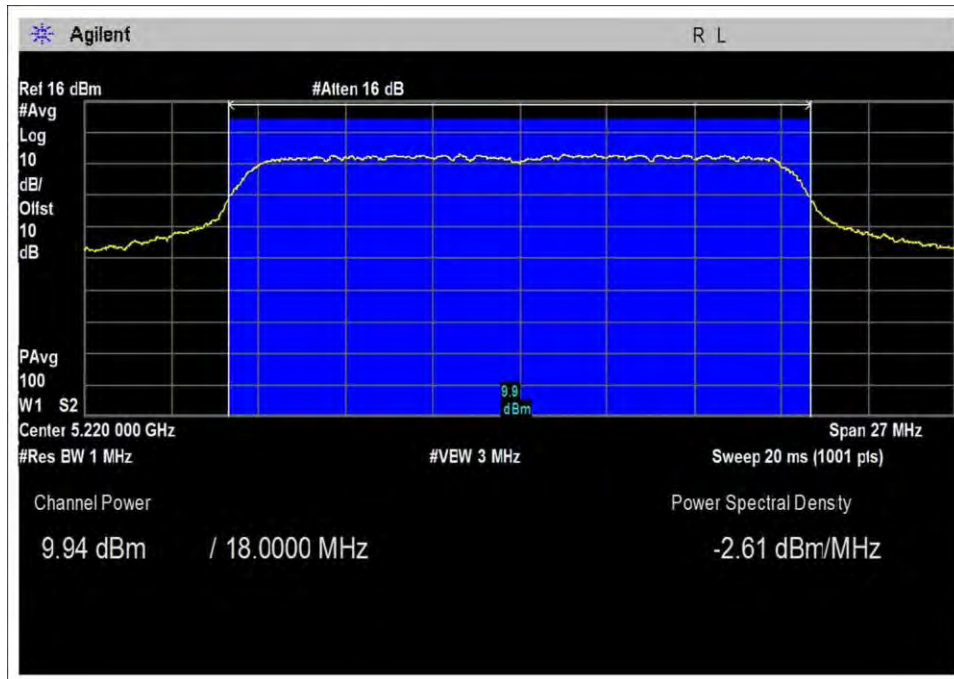 Agilent R L
Ref 16 dBm #Atten 16 dB
#Avg
Log
10
dB/
Offst
10
dB
PAvg
100
W1 S2
9.9
dBm
Center 5.220 000 GHz Span 27 MHz
#Res BW 1 MHz #VBW 3 MHz Sweep 20 ms (1001 pts)
Channel Power Power Spectral Density
9.94 dBm / 18.0000 MHz -2.61 dBm/MHz